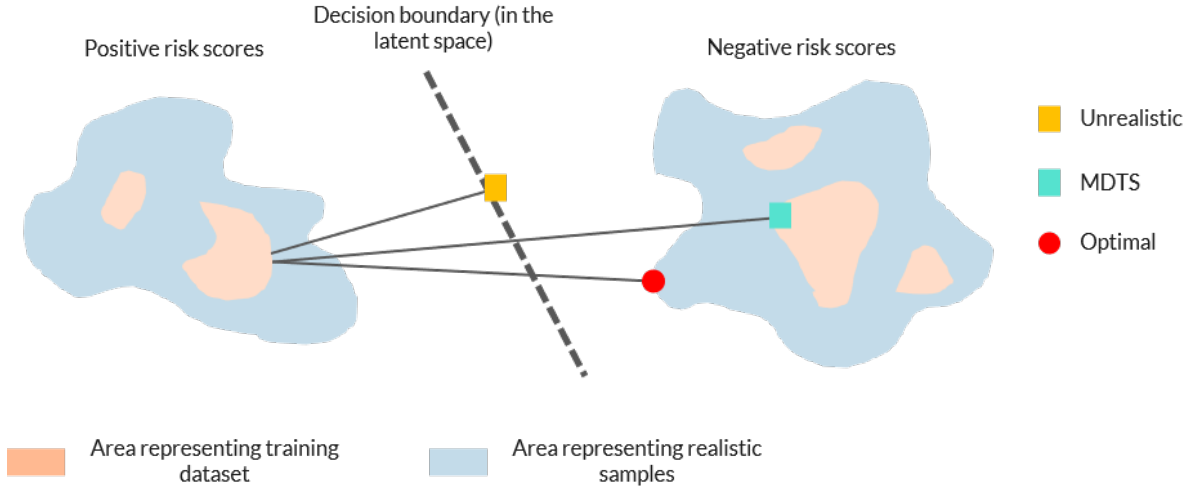 Decision boundary (in the
latent space)
Positive risk scores
Negative risk scores
Unrealistic
MDTS
Optimal
Area representing training
dataset
Area representing realistic
samples